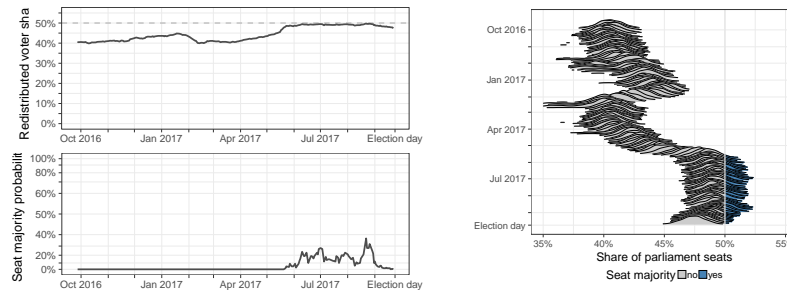 Redistributed voter sha
50%
40%
30%
20%
10%
0%
Oct 2016 Jan 2017 Apr 2017 Jul 2017 Election day
Seat majority probabilit
100%
80%
60%
50%
40%
20%
0%
Oct 2016 Jan 2017 Apr 2017 Jul 2017 Election day
Oct 2016
Jan 2017
Apr 2017
Jul 2017
Election day
35% 40% 45% 50% 55
Share of parliament seats
Seat majority no yes